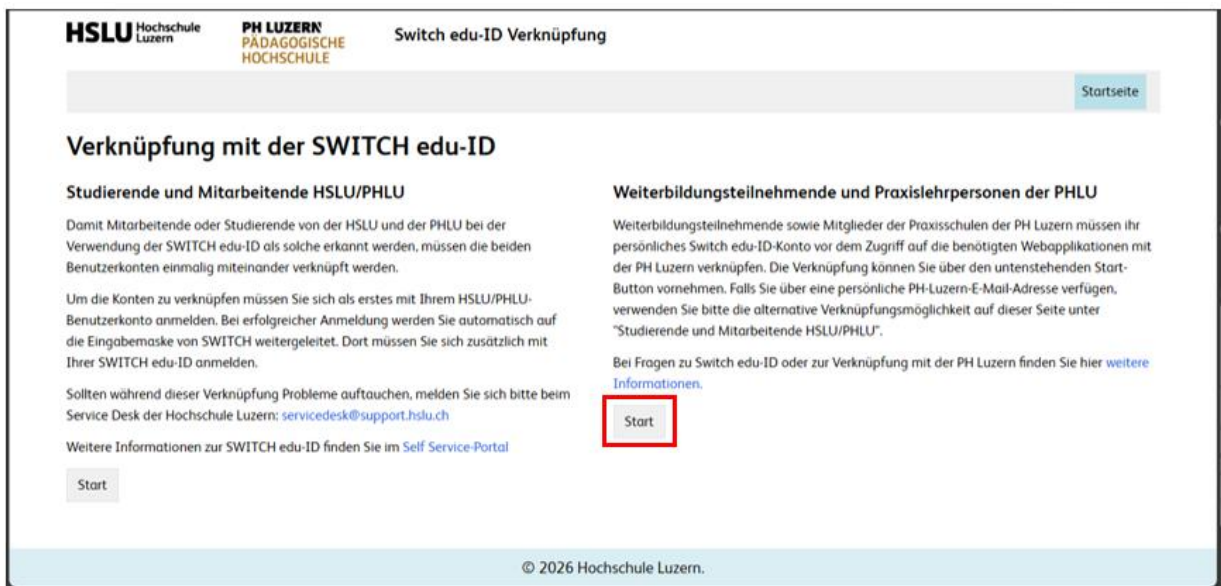 HSLU Hochschule
Luzern
PH LUZERN
PÄDAGOGISCHE
HOCHSCHULE
Switch edu-ID Verknüpfung
Startseite
Verknüpfung mit der SWITCH edu-ID
Studierende und Mitarbeitende HSLU/PHLU
Damit Mitarbeitende oder Studierende von der HSLU und der PHLU bei der
Verwendung der SWITCH edu-ID als solche erkannt werden, müssen die beiden
Benutzerkonten einmalig miteinander verknüpft werden.
Um die Konten zu verknüpfen müssen Sie sich als erstes mit Ihrem HSLU/PHLU-
Benutzerkonto anmelden. Bei erfolgreicher Anmeldung werden Sie automatisch auf
die Eingabemaske von SWITCH weitergeleitet. Dort müssen Sie sich zusätzlich mit
Ihrer SWITCH edu-ID anmelden.
Sollten während dieser Verknüpfung Probleme auftauchen, melden Sie sich bitte beim
Service Desk der Hochschule Luzern: servicedesk@support.hslu.ch
Weitere Informationen zur SWITCH edu-ID finden Sie im Self Service-Portal
Start
Weiterbildungsteilnehmende und Praxislehrpersonen der PHLU
Weiterbildungsteilnehmende sowie Mitglieder der Praxisschulen der PH Luzern müssen ihr
persönliches Switch edu-ID-Konto vor dem Zugriff auf die benötigten Webapplikationen mit
der PH Luzern verknüpfen. Die Verknüpfung können Sie über den untenstehenden Start-
Button vornehmen. Falls Sie über eine persönliche PH-Luzern-E-Mail-Adresse verfügen,
verwenden Sie bitte die alternative Verknüpfungsmöglichkeit auf dieser Seite unter
"Studierende und Mitarbeitende HSLU/PHLU".
Bei Fragen zu Switch edu-ID oder zur Verknüpfung mit der PH Luzern finden Sie hier weitere
Informationen.
Start
© 2026 Hochschule Luzern.